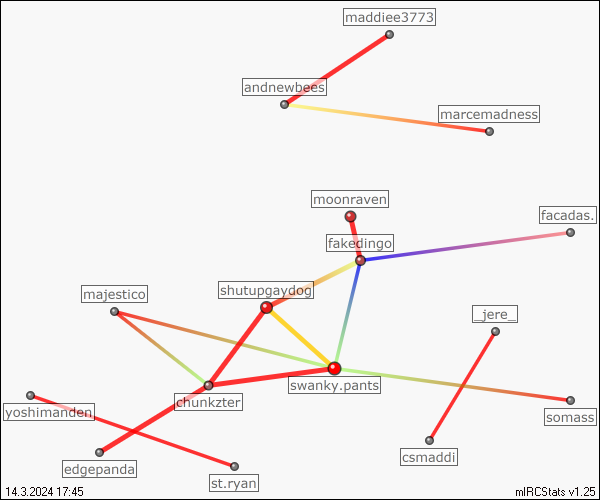 maddiee3773
andnewbees
marcemadness
moonraven
facadas.
fakedingo
shutupgaydog
majestico
_jere_
swanky.pants
chunkzter
yoshimanden
somass
csmaddi
edgepanda
st.ryan
14.3.2024 17:45
mIRCStats v1.25